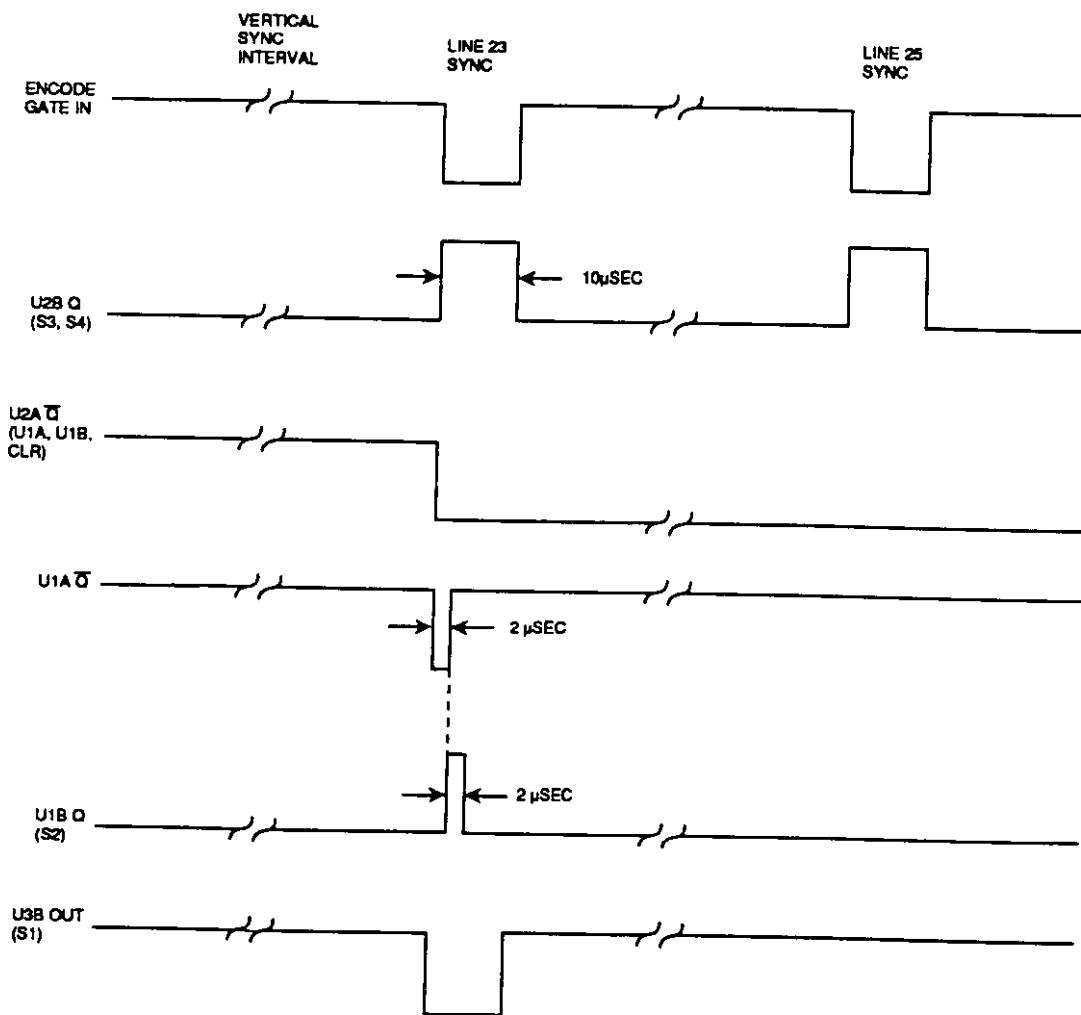 VERTICAL
SYNC
INTERVAL
LINE 23
SYNC
LINE 25
SYNC
ENCODE
GATE IN
10µSEC
U2B Q
(S3, S4)
U2A Q̅
(U1A, U1B,
CLR)
U1A Q̅
2 µSEC
2 µSEC
U1B Q
(S2)
U3B OUT
(S1)